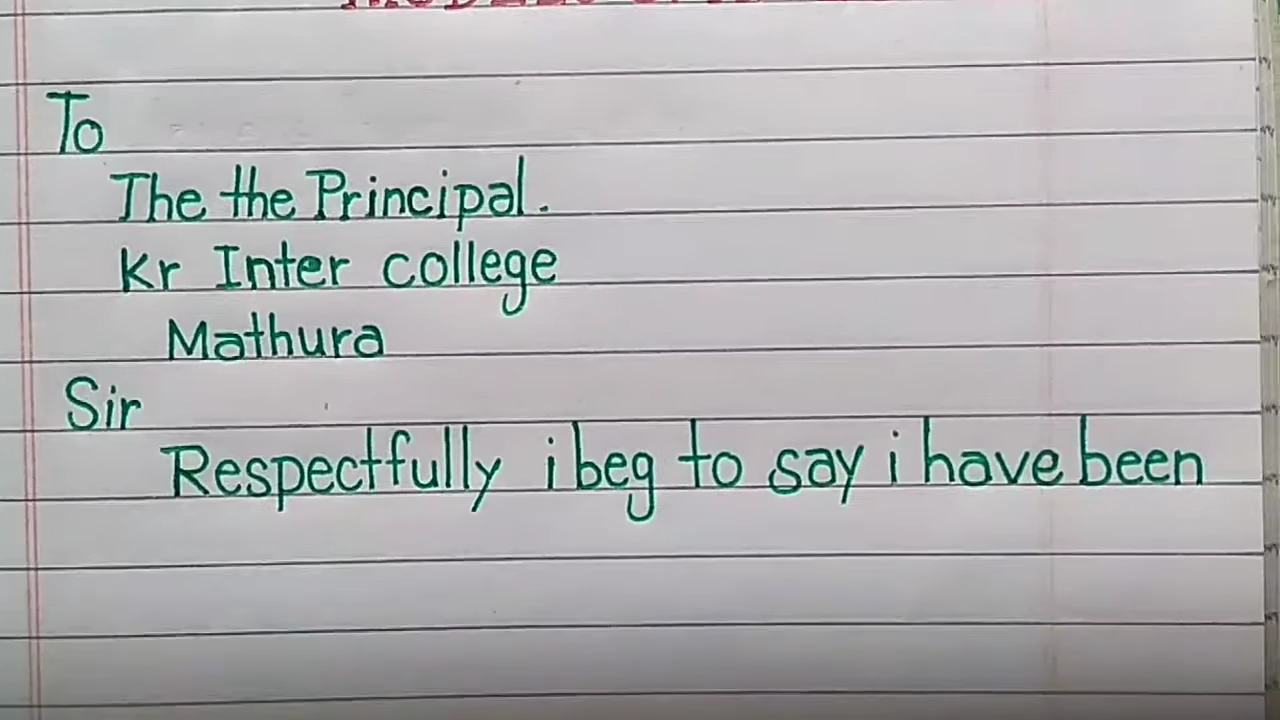 To
The the Principal.
Kr Inter college
Mathura
Sir
Respectfully i beg to say i have been